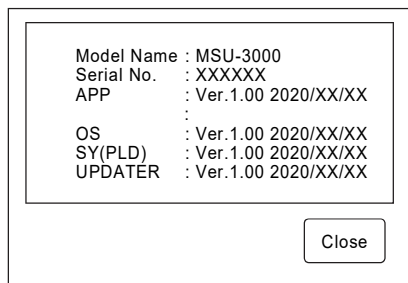 Model Name : MSU-3000
Serial No. : XXXXXX
APP : Ver.1.00 2020/XX/XX
:
OS : Ver.1.00 2020/XX/XX
SY(PLD) : Ver.1.00 2020/XX/XX
UPDATER : Ver.1.00 2020/XX/XX
Close